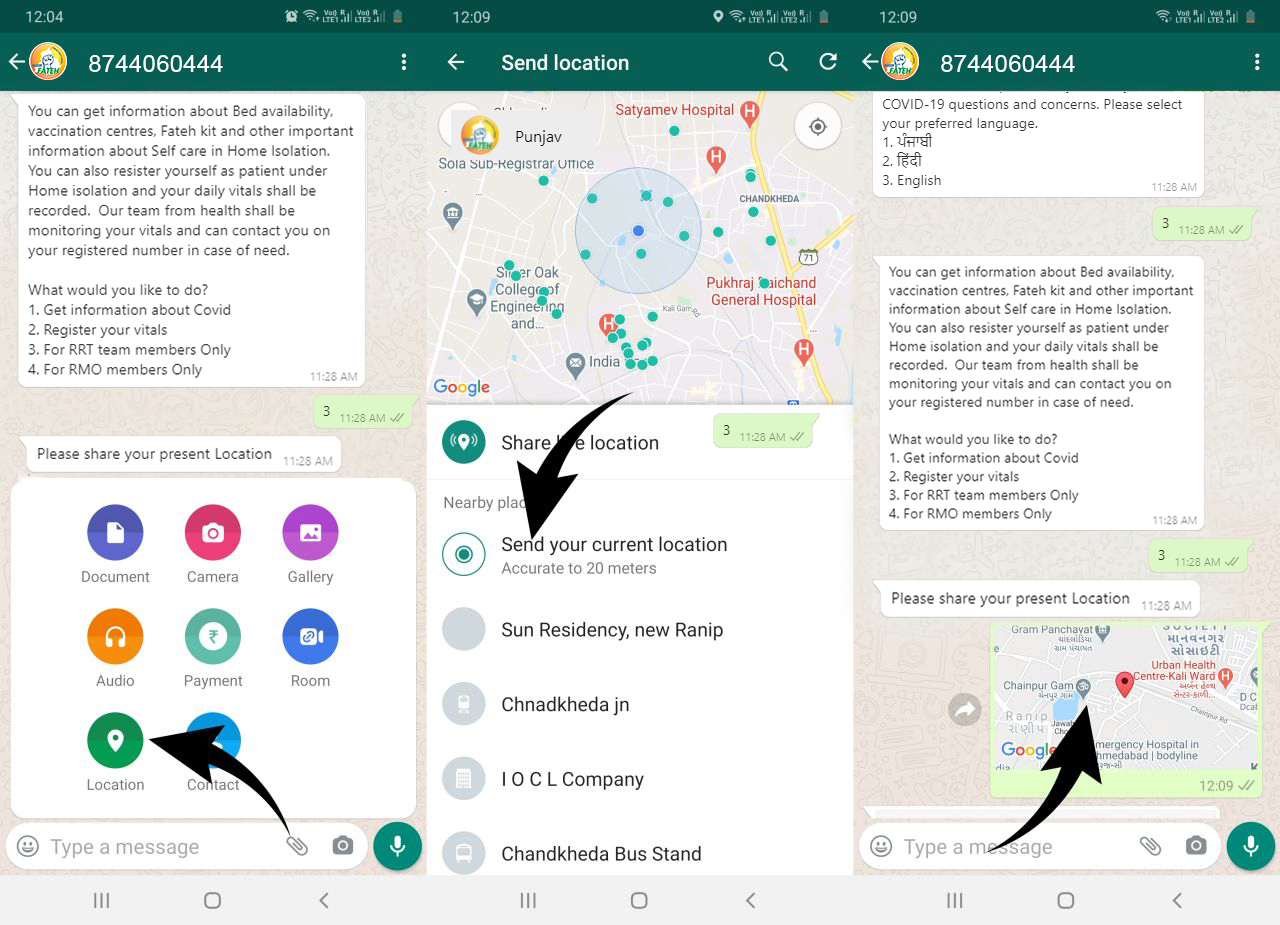 12:04
8744060444
You can get information about Bed availability,
vaccination centres, Fateh kit and other important
information about Self care in Home Isolation.
You can also resister yourself as patient under
Home isolation and your daily vitals shall be
recorded.  Our team from health shall be
monitoring your vitals and can contact you on
your registered number in case of need.
What would you like to do?
1. Get information about Covid
2. Register your vitals
3. For RRT team members Only
4. For RMO members Only
11:28 AM
3 11:28 AM
Please share your present Location 11:28 AM
Document
Camera
Gallery
Audio
Payment
Room
Location
Contact
Type a message
12:09
Send location
Satyamev Hospital
Punjav
Sola Sub-Registrar Office
CHANDKHEDA
71
Silver Oak
College of
Engineering
and...
Pukhraj Raichand
General Hospital
Kali Gam Rd
India
Google
Share live location
3 11:28 AM
Nearby
Send your current location
Accurate to 20 meters
Sun Residency, new Ranip
Chnadkheda jn
I O C L Company
Chandkheda Bus Stand
12:09
8744060444
COVID-19 questions and concerns. Please select
your preferred language.
1. ਪੰਜਾਬੀ
2. हिंदी
3. English
11:28 AM
3 11:28 AM
You can get information about Bed availability,
vaccination centres, Fateh kit and other important
information about Self care in Home Isolation.
You can also resister yourself as patient under
Home isolation and your daily vitals shall be
recorded.  Our team from health shall be
monitoring your vitals and can contact you on
your registered number in case of need.
What would you like to do?
1. Get information about Covid
2. Register your vitals
3. For RRT team members Only
4. For RMO members Only
11:28 AM
3 11:28 AM
Please share your present Location 11:28 AM
Gram Panchayat
ચાંદલોડિયા
ગ્રામ પંચાયત
માનવનગર
સોસાઇટી
Urban Health
Centre-Kali Ward
Chainpur Gam
ચેનપુર ગામ
Chainpur Rd
Ranip
રાણીપ
Google
Emergency Hospital in
Ahmedabad | bodyline
12:09
Type a message